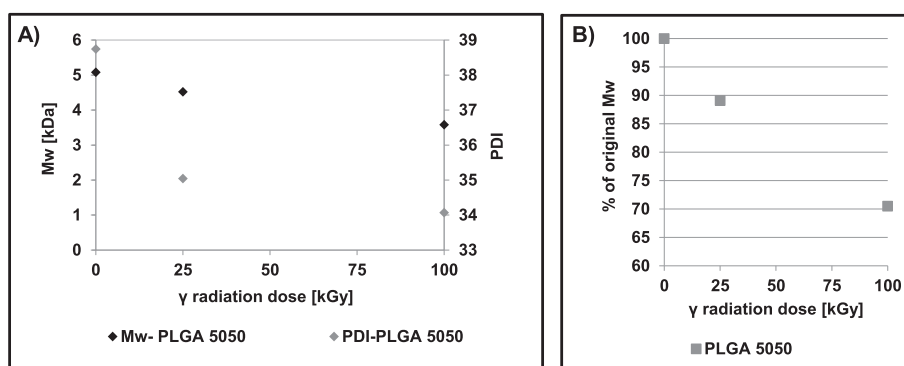 A)
6
5
4
3
2
1
0
Mw [kDa]
39
38
37
36
35
34
33
PDI
0 25 50 75 100
γ radiation dose [kGy]
Mw- PLGA 5050 PDI-PLGA 5050
B)
100
95
90
85
80
75
70
65
60
% of original Mw
0 25 50 75 100
γ radiation dose [kGy]
PLGA 5050